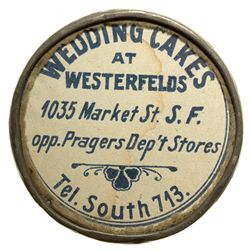 WEDDING CAKES
AT
WESTERFELDS
1035 Market St. S. F.
opp. Pragers Dep't Stores
Tel. South 713.